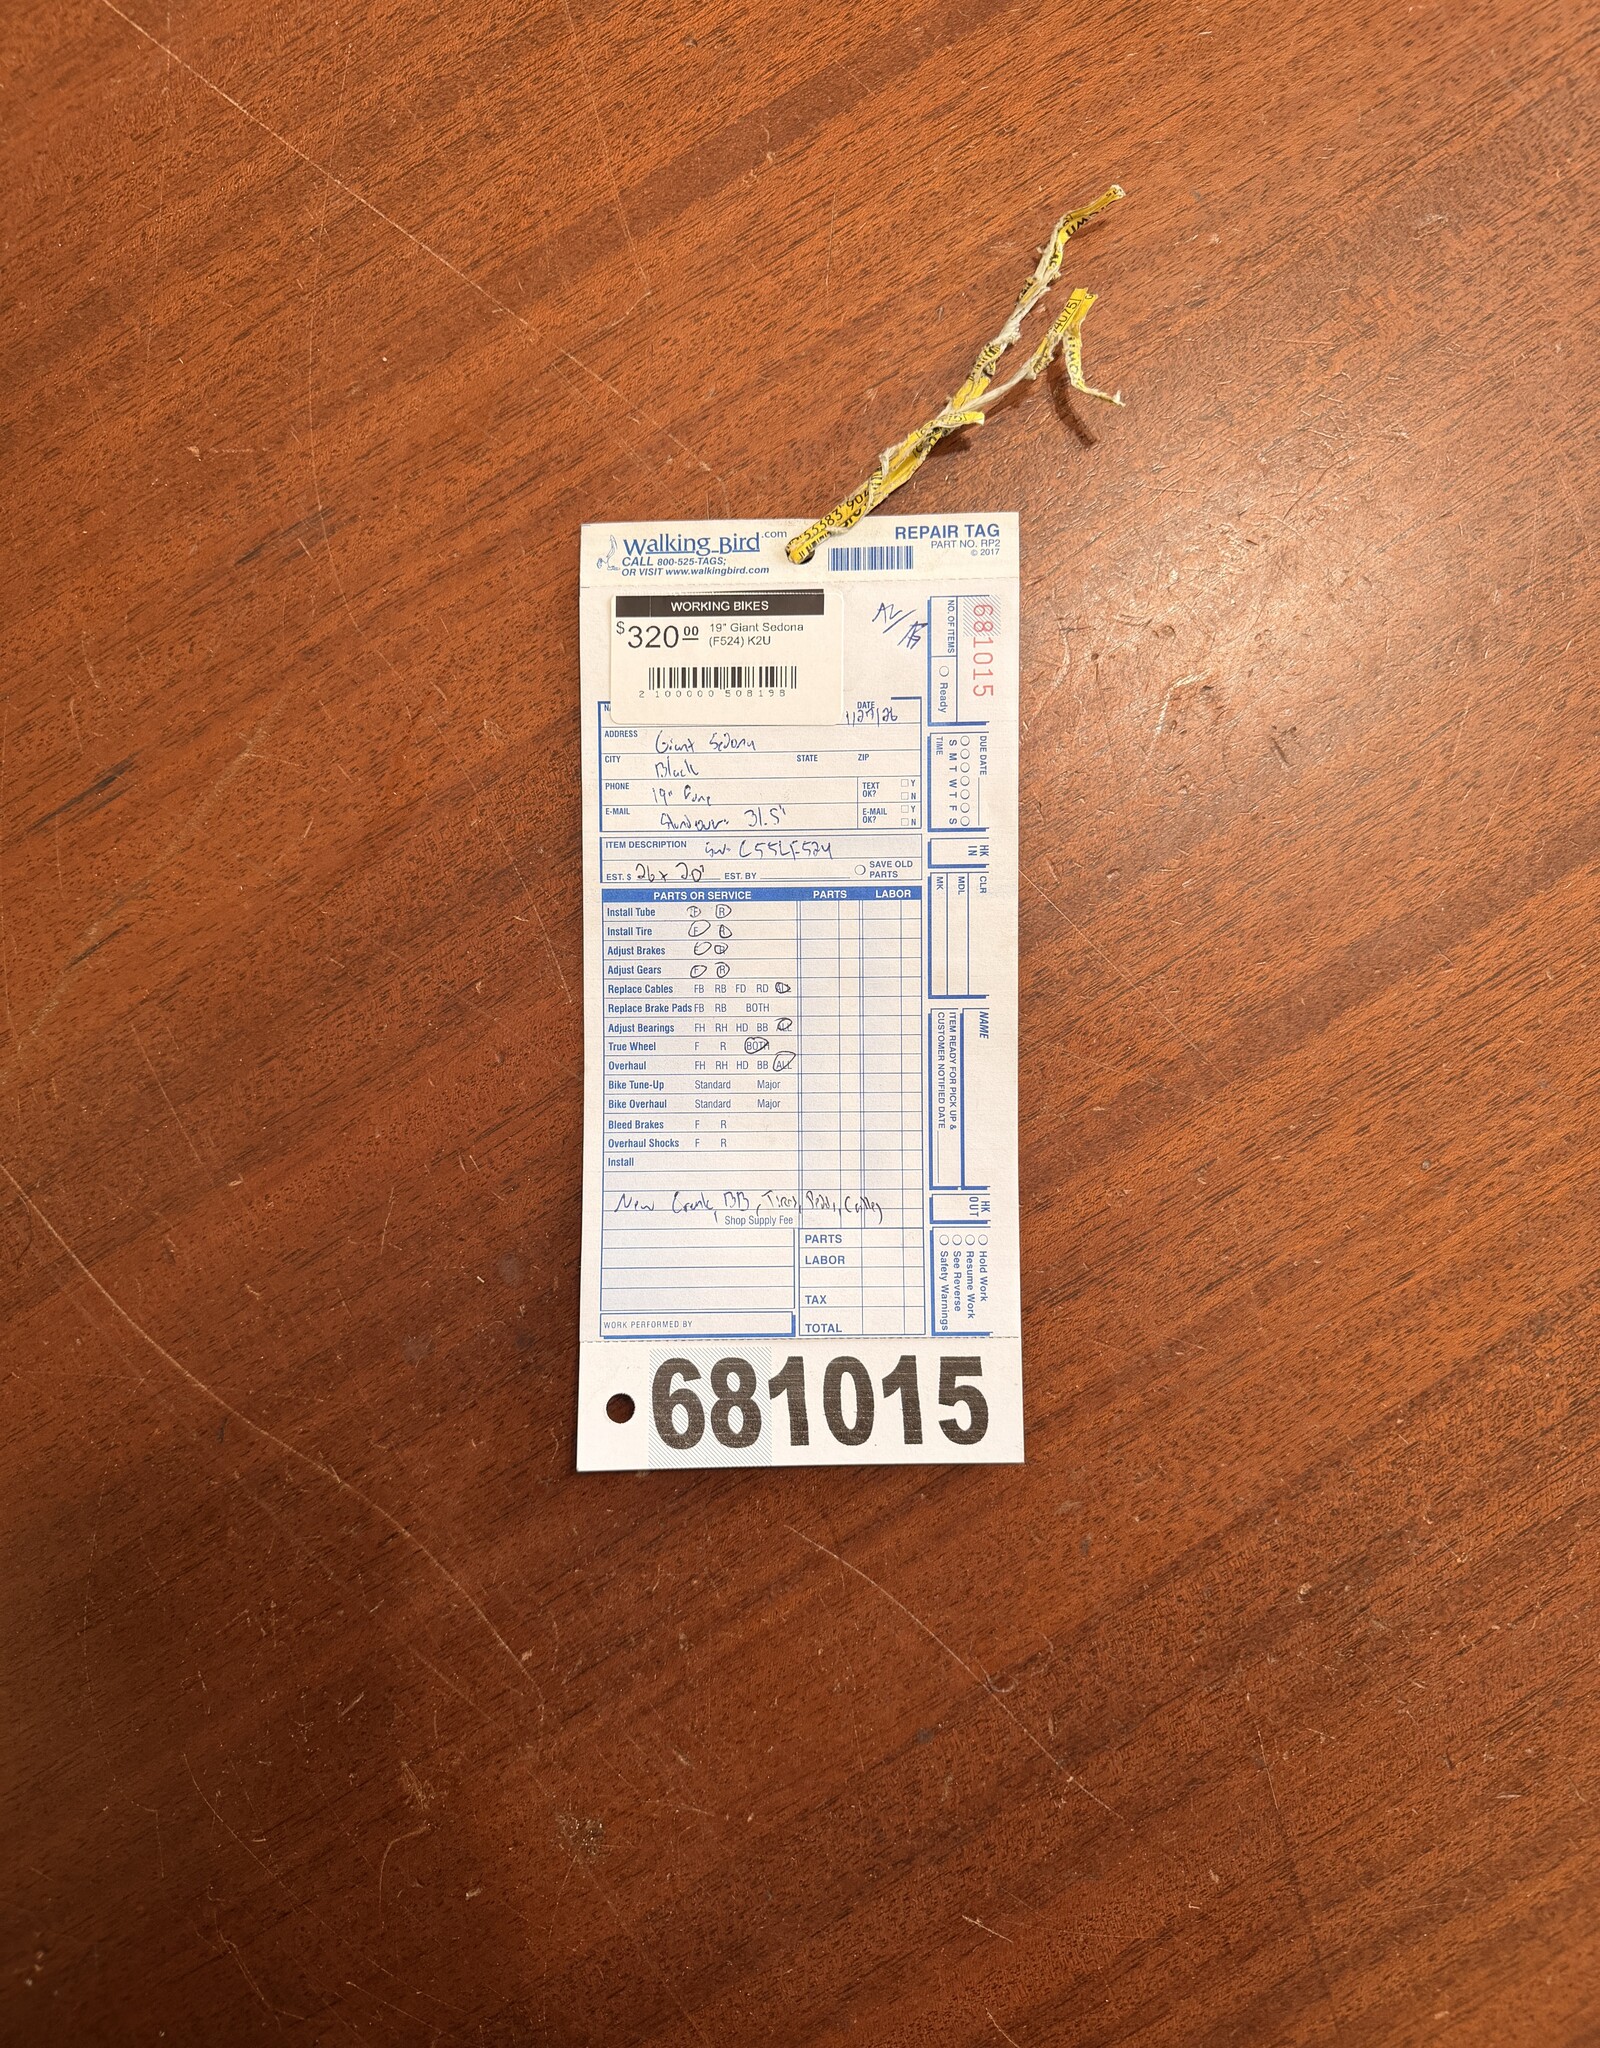 Walking_Bird.com
CALL 800-525-TAGS;
OR VISIT www.walkingbird.com
REPAIR TAG
PART NO. RP2
© 2017
WORKING BIKES
$320.00 19" Giant Sedona
(F524) K2U
2 100000 508198
681015
NO. OF ITEMS
Ready
DATE
1/27/26
ADDRESS Giant Sedona
CITY Black STATE ZIP
PHONE 19" TEXT OK? Y N
E-MAIL Standover 31.5" E-MAIL OK? Y N
ITEM DESCRIPTION C55LF524
EST. $ 26 x 2.0" EST. BY SAVE OLD PARTS
DUE DATE
S M T W T F S
TIME
HK IN
CLR
MDL
MK
NAME
ITEM READY FOR PICK UP &
CUSTOMER NOTIFIED DATE
HK OUT
Hold Work
Resume Work
See Reverse
Safety Warnings
PARTS OR SERVICE PARTS LABOR
Install Tube F R
Install Tire F R
Adjust Brakes F R
Adjust Gears F R
Replace Cables FB RB FD RD ALL
Replace Brake Pads FB RB BOTH
Adjust Bearings FH RH HD BB ALL
True Wheel F R BOTH
Overhaul FH RH HD BB ALL
Bike Tune-Up Standard Major
Bike Overhaul Standard Major
Bleed Brakes F R
Overhaul Shocks F R
Install
New Crank, BB, Tires,
Shop Supply Fee
PARTS
LABOR
TAX
WORK PERFORMED BY
TOTAL
681015